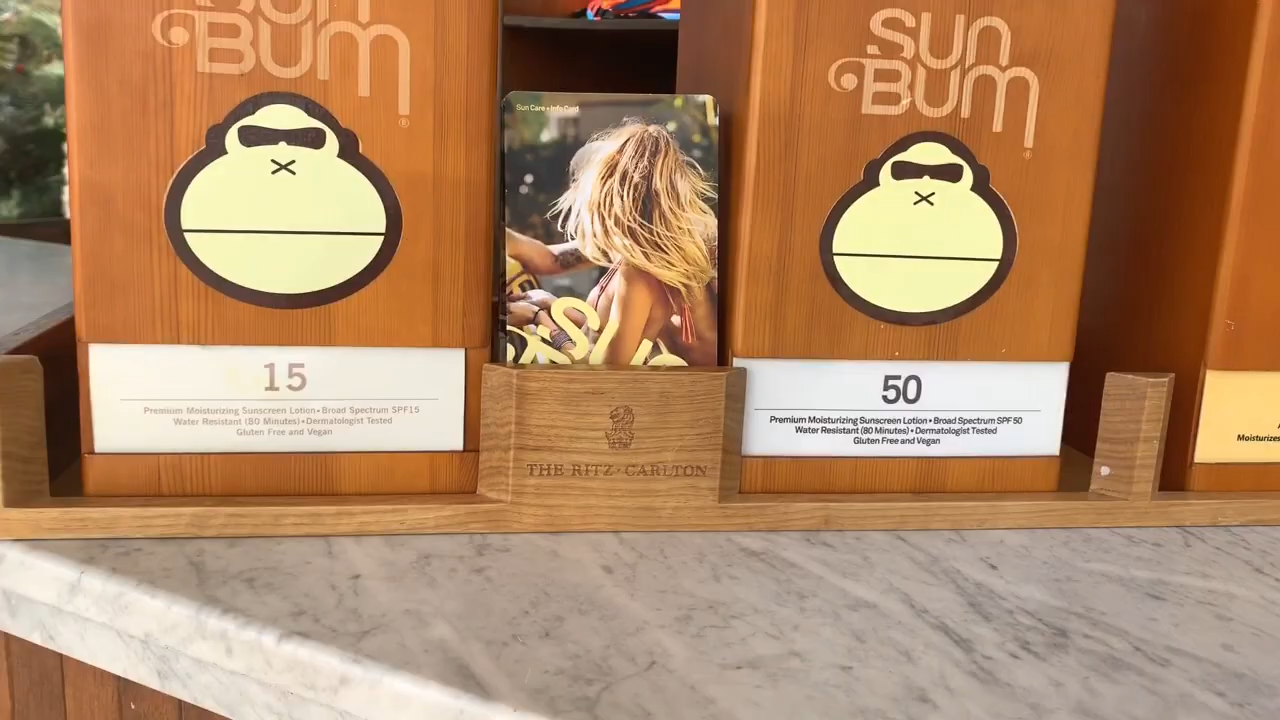 Sun
BUM
®
15
Premium Moisturizing Sunscreen Lotion • Broad Spectrum SPF15
Water Resistant (80 Minutes) • Dermatologist Tested
Gluten Free and Vegan
Sun Care • Info Card
THE RITZ-CARLTON
Sun
BUM
®
50
Premium Moisturizing Sunscreen Lotion • Broad Spectrum SPF 50
Water Resistant (80 Minutes) • Dermatologist Tested
Gluten Free and Vegan
Moisturizes